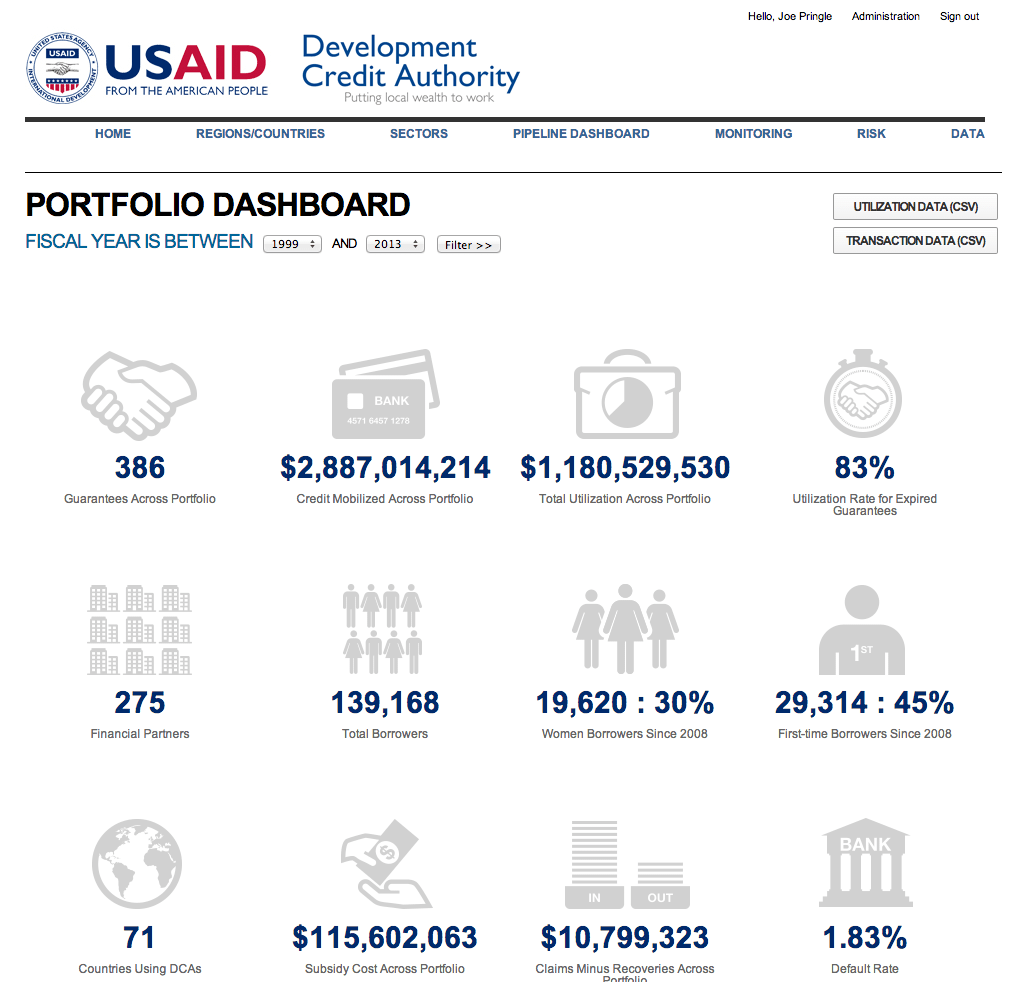 Hello, Joe Pringle Administration Sign out
UNITED STATES AGENCY
USAID
INTERNATIONAL DEVELOPMENT
USAID
FROM THE AMERICAN PEOPLE
Development
Credit Authority
Putting local wealth to work
HOME REGIONS/COUNTRIES SECTORS PIPELINE DASHBOARD MONITORING RISK DATA
PORTFOLIO DASHBOARD
UTILIZATION DATA (CSV)
FISCAL YEAR IS BETWEEN 1999 AND 2013 Filter >>
TRANSACTION DATA (CSV)
BANK
4571 6457 1278
386 $2,887,014,214 $1,180,529,530 83%
Guarantees Across Portfolio Credit Mobilized Across Portfolio Total Utilization Across Portfolio Utilization Rate for Expired
Guarantees
1ST
275 139,168 19,620 : 30% 29,314 : 45%
Financial Partners Total Borrowers Women Borrowers Since 2008 First-time Borrowers Since 2008
$
BANK
IN OUT
71 $115,602,063 $10,799,323 1.83%
Countries Using DCAs Subsidy Cost Across Portfolio Claims Minus Recoveries Across Default Rate
Portfolio